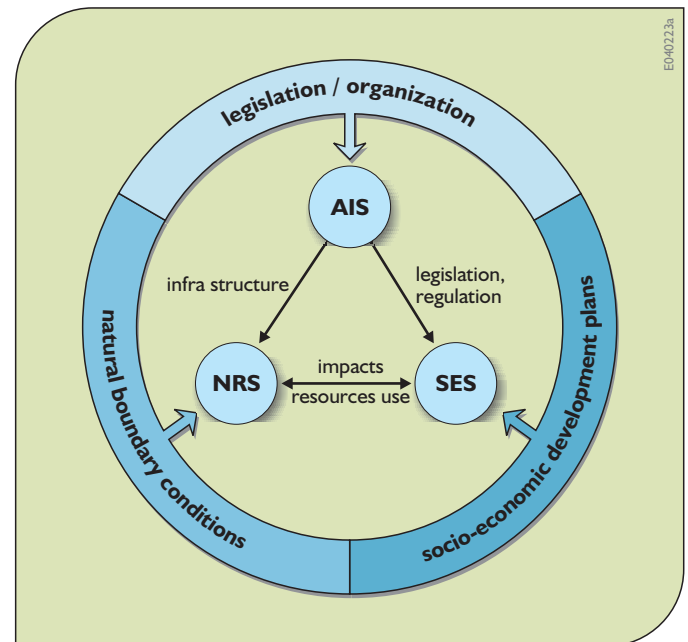 E040223a
legislation / organization
AIS
infra structure
legislation,
regulation
natural boundary conditions
socio-economic development plans
NRS
impacts
resources use
SES